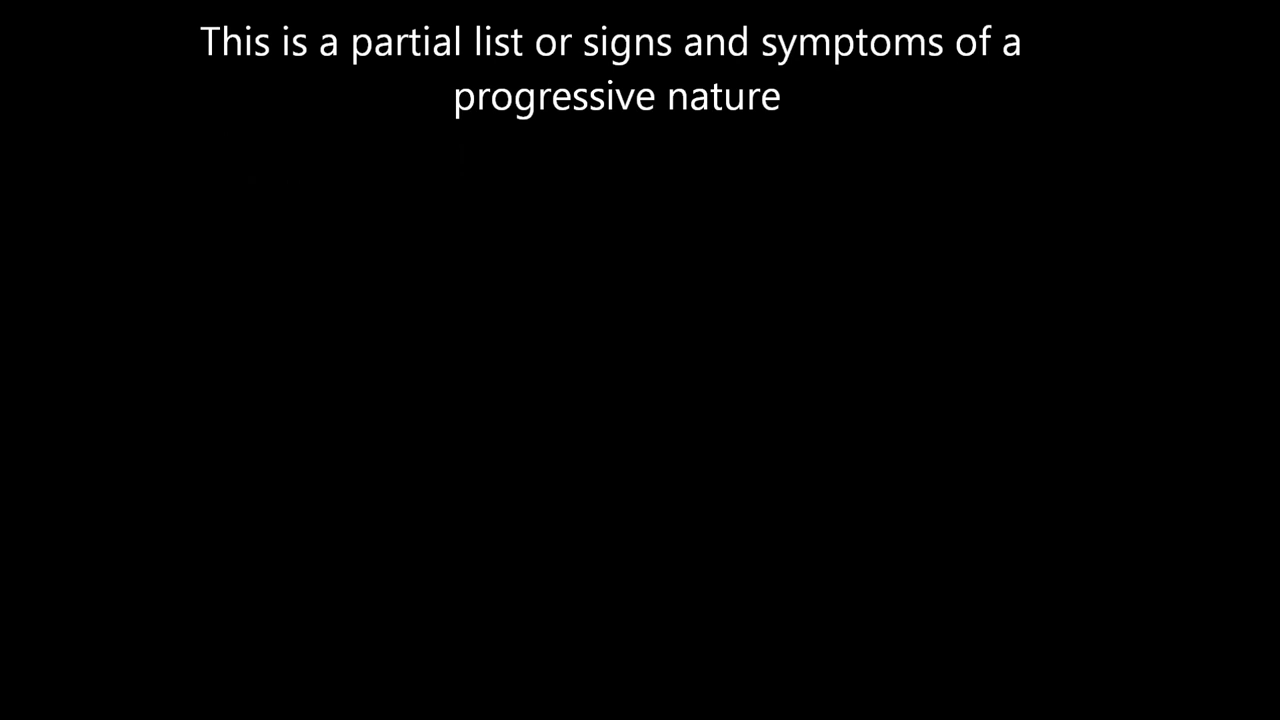 This is a partial list or signs and symptoms of a
progressive nature